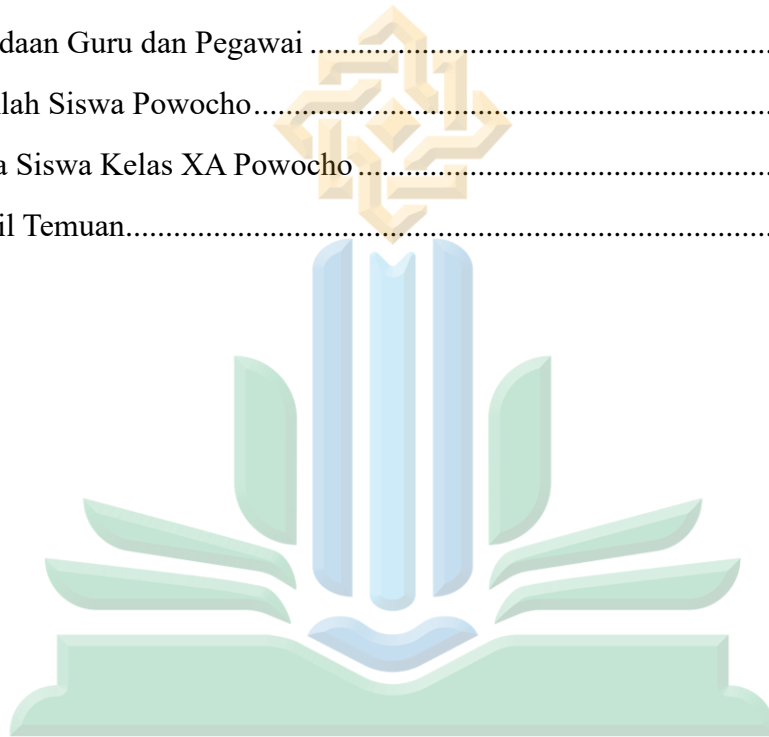 daan Guru dan Pegawai ..........................................................
lah Siswa Powocho..................................................................
a Siswa Kelas XA Powocho .....................................................
il Temuan.................................................................................